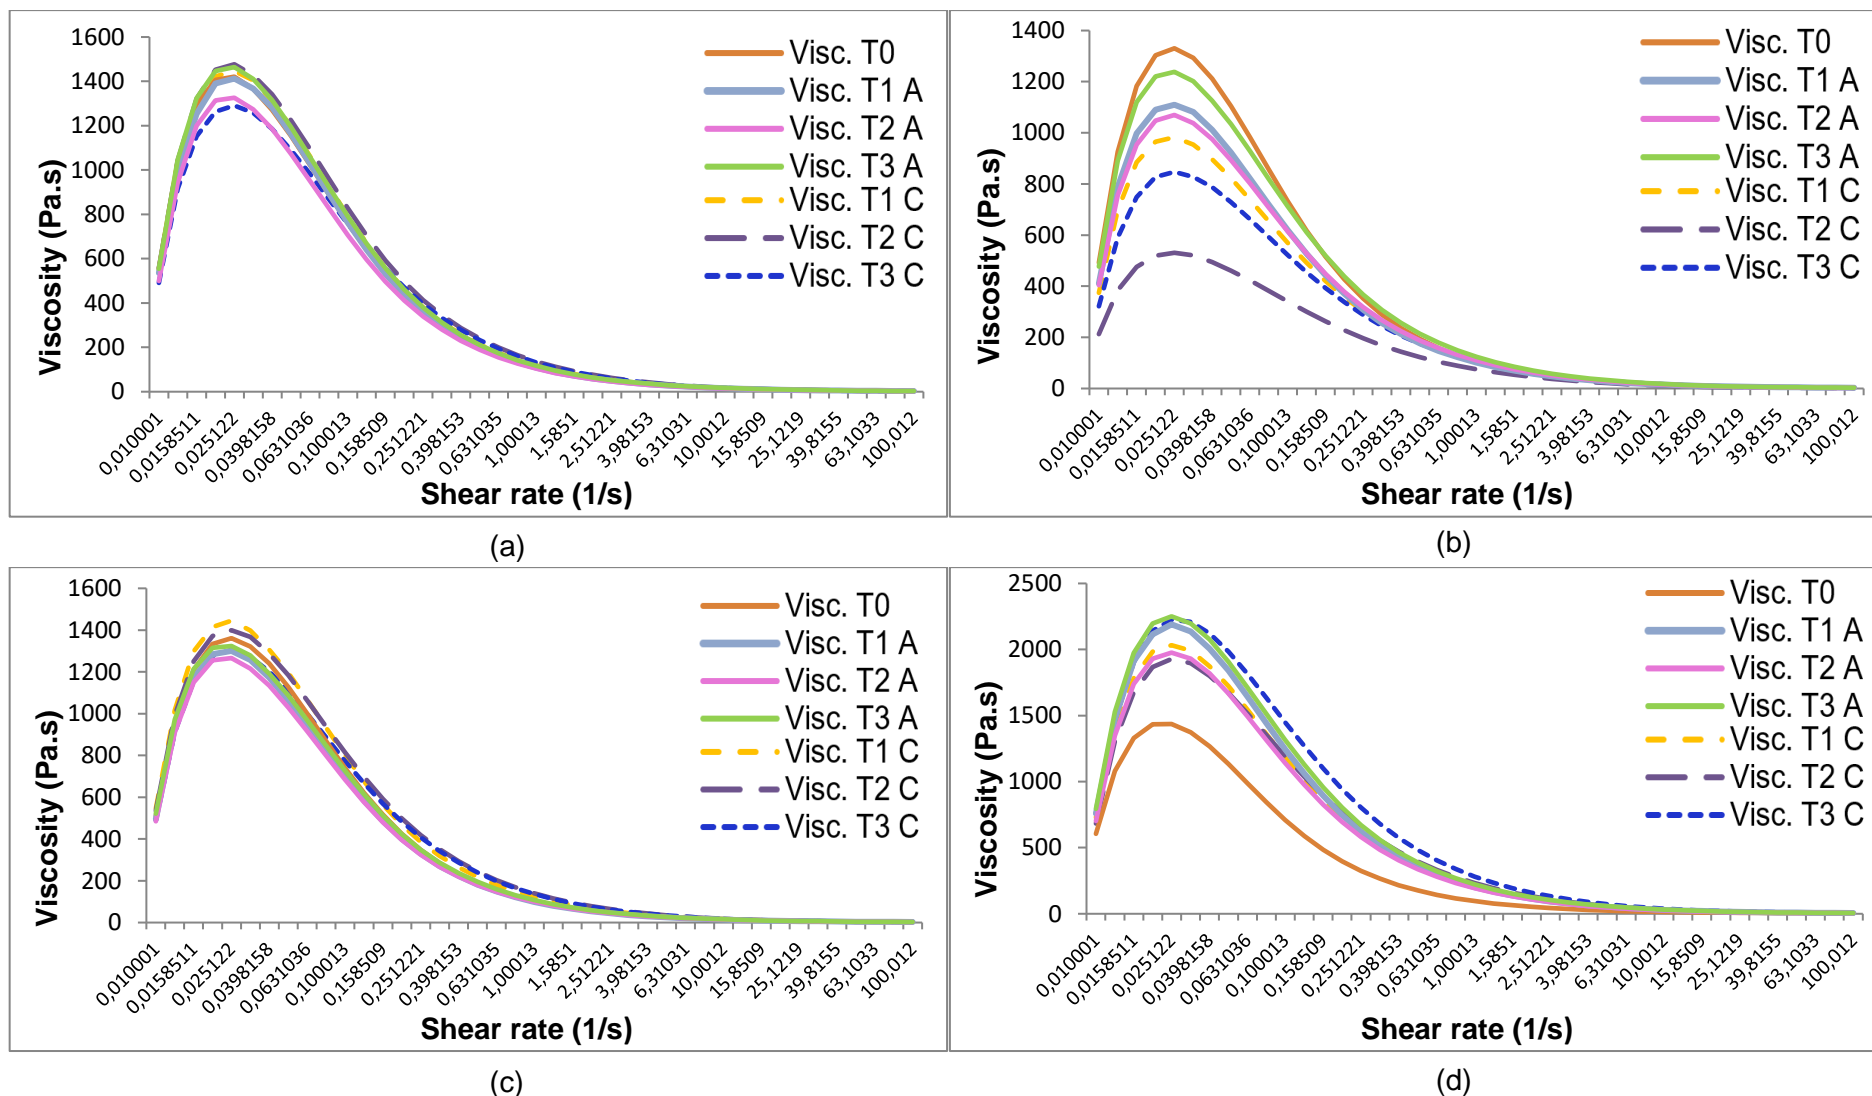 1600
1400
1200
1000
800
600
400
200
0
Viscosity (Pa.s)
0,010001
0,0158511
0,025122
0,0398158
0,0631036
0,100013
0,158509
0,251221
0,398153
0,631035
1,00013
1,5851
2,51221
3,98153
6,31031
10,0012
15,8509
25,1219
39,8155
63,1033
100,012
Shear rate (1/s)
Visc. T0
Visc. T1 A
Visc. T2 A
Visc. T3 A
Visc. T1 C
Visc. T2 C
Visc. T3 C
(a)
1400
1200
1000
800
600
400
200
0
Viscosity (Pa.s)
0,010001
0,0158511
0,025122
0,0398158
0,0631036
0,100013
0,158509
0,251221
0,398153
0,631035
1,00013
1,5851
2,51221
3,98153
6,31031
10,0012
15,8509
25,1219
39,8155
63,1033
100,012
Shear rate (1/s)
Visc. T0
Visc. T1 A
Visc. T2 A
Visc. T3 A
Visc. T1 C
Visc. T2 C
Visc. T3 C
(b)
1600
1400
1200
1000
800
600
400
200
0
Viscosity (Pa.s)
0,010001
0,0158511
0,025122
0,0398158
0,0631036
0,100013
0,158509
0,251221
0,398153
0,631035
1,00013
1,5851
2,51221
3,98153
6,31031
10,0012
15,8509
25,1219
39,8155
63,1033
100,012
Shear rate (1/s)
Visc. T0
Visc. T1 A
Visc. T2 A
Visc. T3 A
Visc. T1 C
Visc. T2 C
Visc. T3 C
(c)
2500
2000
1500
1000
500
0
Viscosity (Pa.s)
0,010001
0,0158511
0,025122
0,0398158
0,0631036
0,100013
0,158509
0,251221
0,398153
0,631035
1,00013
1,5851
2,51221
3,98153
6,31031
10,0012
15,8509
25,1219
39,8155
63,1033
100,012
Shear rate (1/s)
Visc. T0
Visc. T1 A
Visc. T2 A
Visc. T3 A
Visc. T1 C
Visc. T2 C
Visc. T3 C
(d)